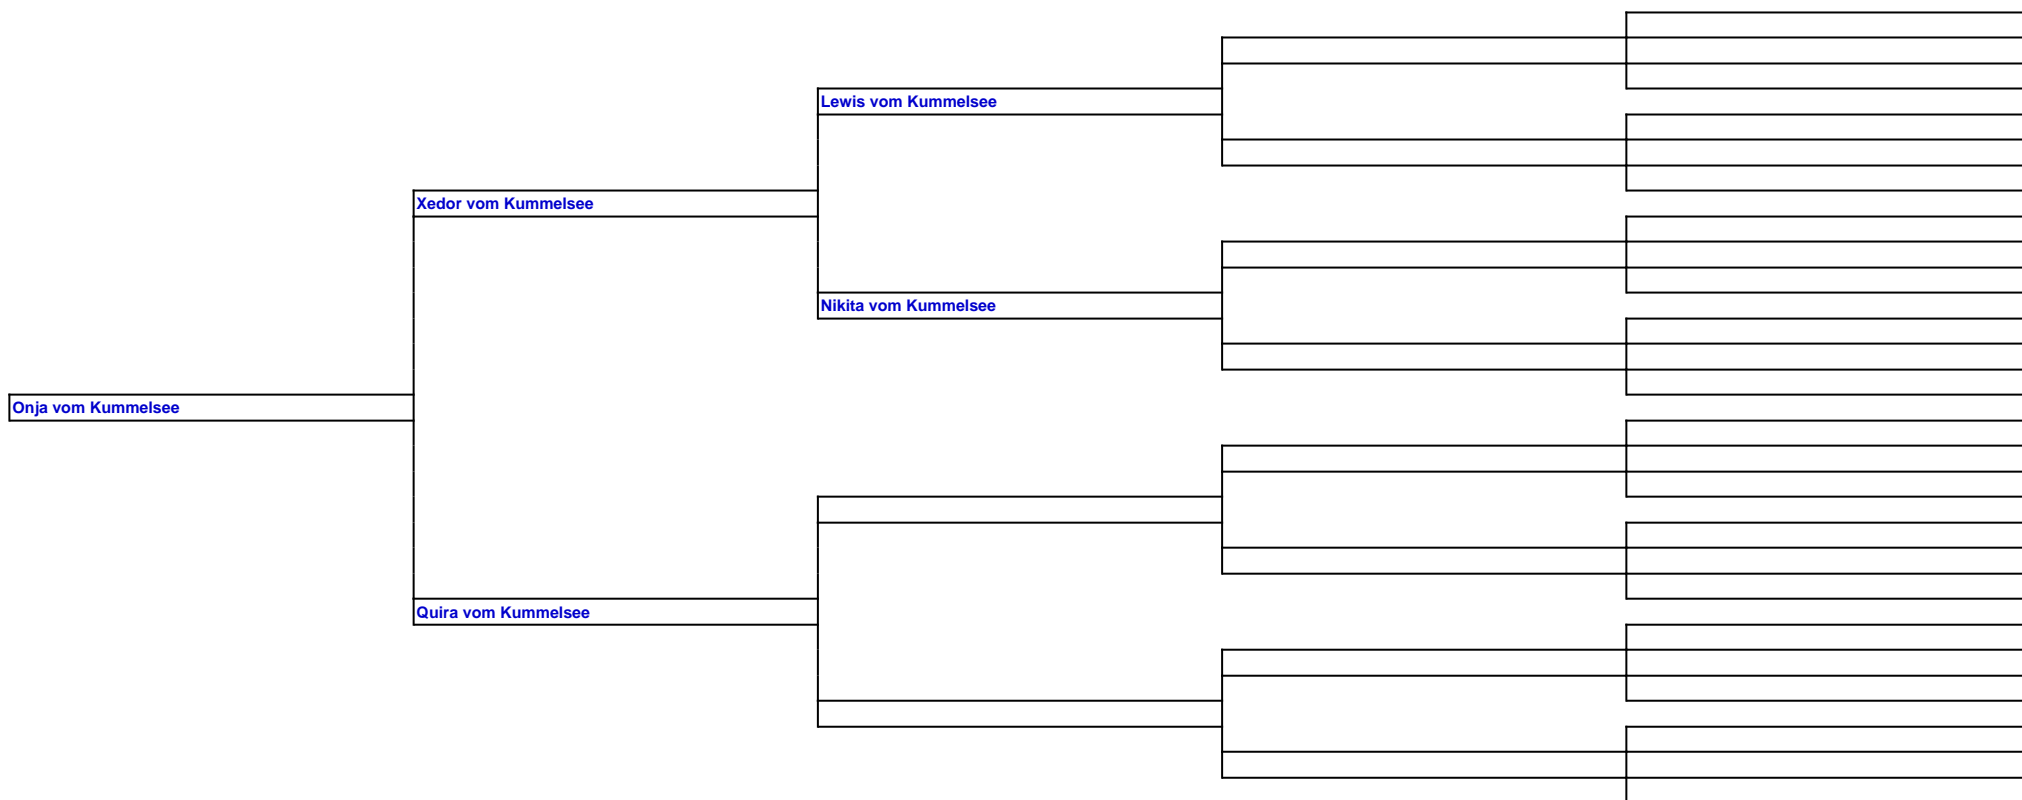 Lewis vom Kummelsee
Xedor vom Kummelsee
Nikita vom Kummelsee
Onja vom Kummelsee
Quira vom Kummelsee